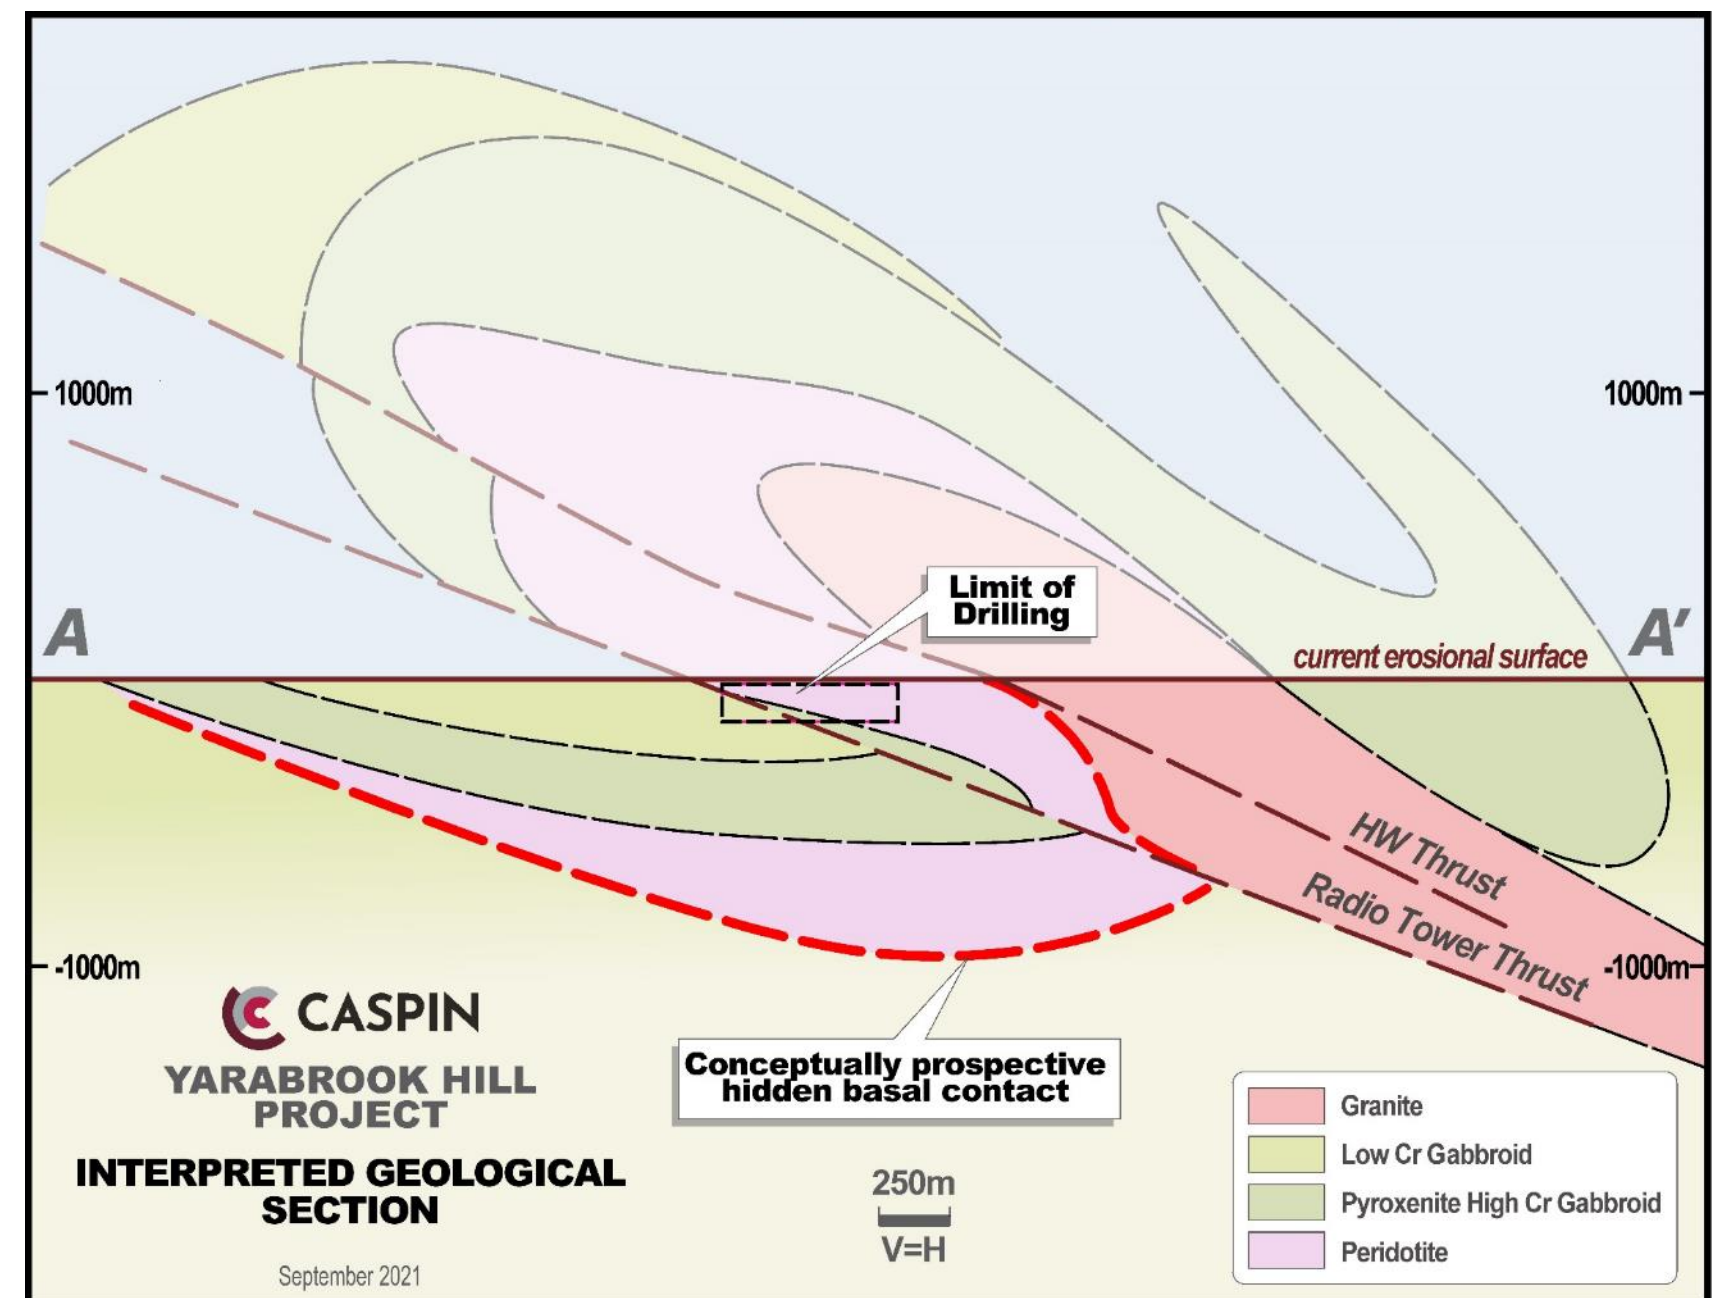 1000m
1000m
Limit of
Drilling
A
A'
current erosional surface
HW Thrust
Radio Tower Thrust
-1000m
-1000m
CASPIN
YARABROOK HILL
PROJECT
INTERPRETED GEOLOGICAL
SECTION
September 2021
Conceptually prospective
hidden basal contact
250m
V=H
Granite
Low Cr Gabbroid
Pyroxenite High Cr Gabbroid
Peridotite